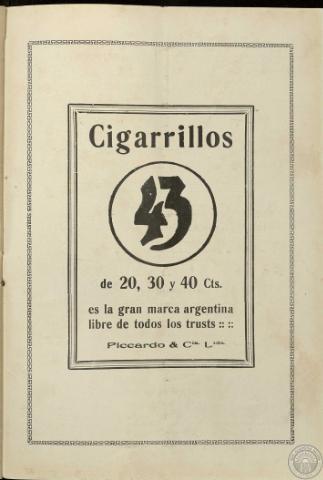 Cigarrillos
43
de 20, 30 y 40 Cts.
es la gran marca argentina
libre de todos los trusts :: ::
Piccardo & Cía. Ltda.